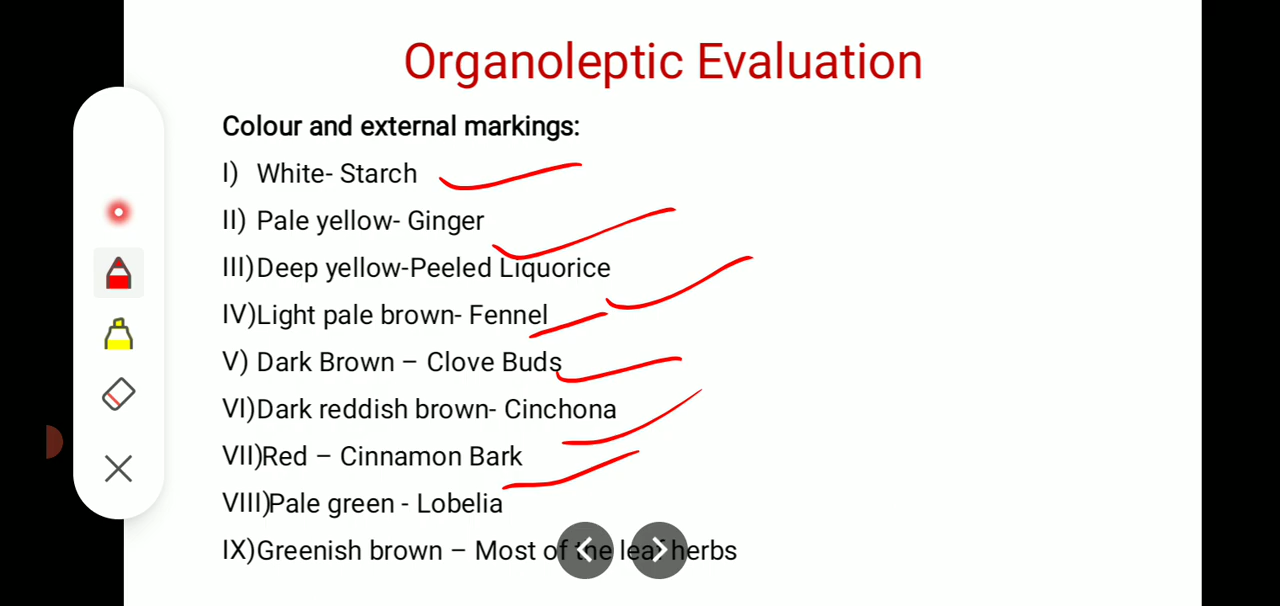 Organoleptic Evaluation
Colour and external markings:
I) White- Starch
II) Pale yellow- Ginger
III)Deep yellow-Peeled Liquorice
IV)Light pale brown- Fennel
V) Dark Brown – Clove Buds
VI)Dark reddish brown- Cinchona
VII)Red – Cinnamon Bark
VIII)Pale green - Lobelia
IX)Greenish brown – Most of the leaf herbs